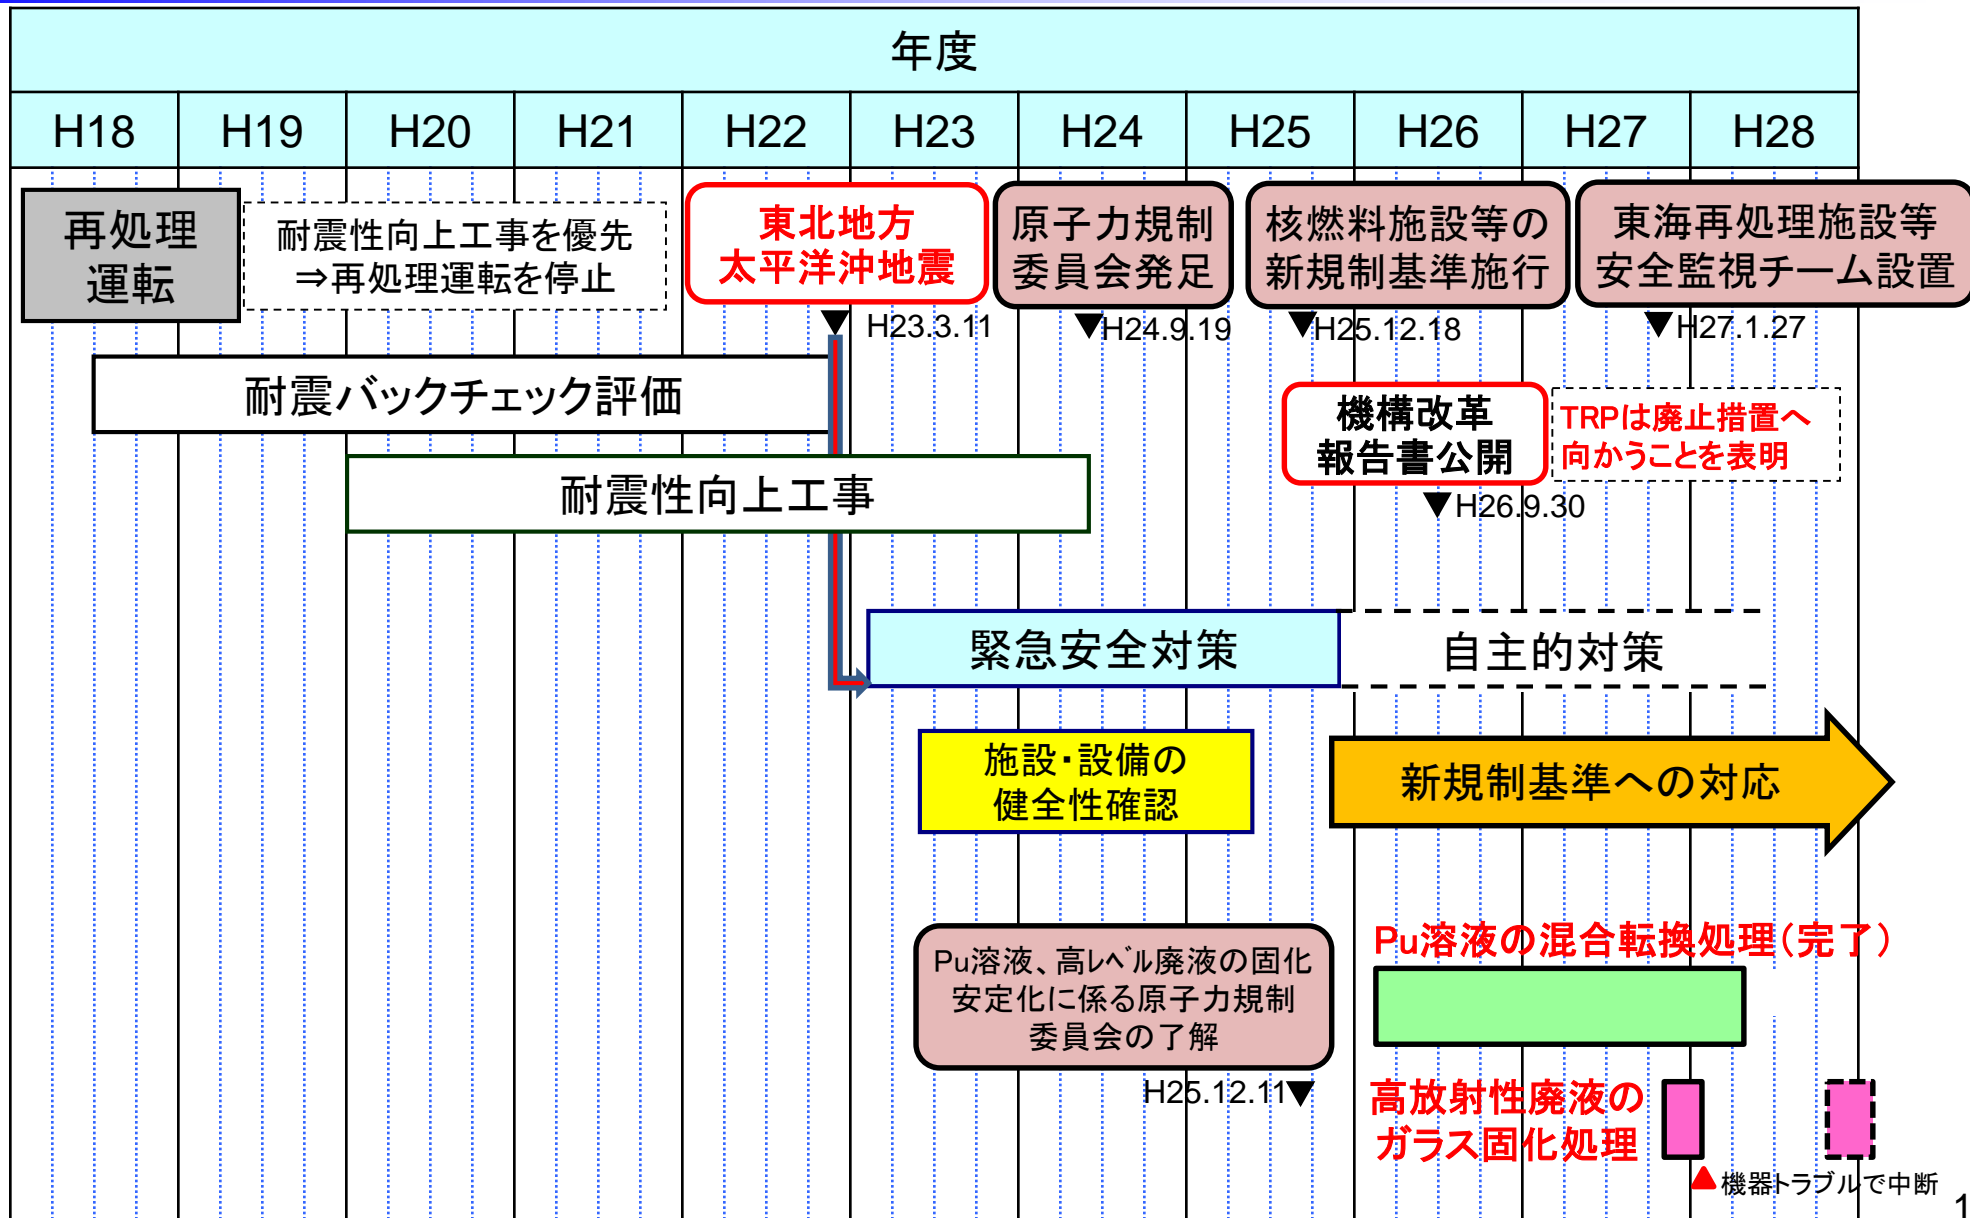 年度
H18
H19
H20
H21
H22
H23
H24
H25
H26
H27
H28
再処理
運転
耐震性向上工事を優先
⇒再処理運転を停止
東北地方
太平洋沖地震
原子力規制
委員会発足
核燃料施設等の
新規制基準施行
東海再処理施設等
安全監視チーム設置
▼
H23.3.11
▼H24.9.19
▼H25.12.18
▼H27.1.27
耐震バックチェック評価
機構改革
報告書公開
TRPは廃止措置へ
向かうことを表明
▼H26.9.30
耐震性向上工事
緊急安全対策
自主的対策
施設・設備の
健全性確認
新規制基準への対応
Pu溶液、高レベル廃液の固化
安定化に係る原子力規制
委員会の了解
H25.12.11▼
Pu溶液の混合転換処理(完了)
高放射性廃液の
ガラス固化処理
▲機器トラブルで中断
1